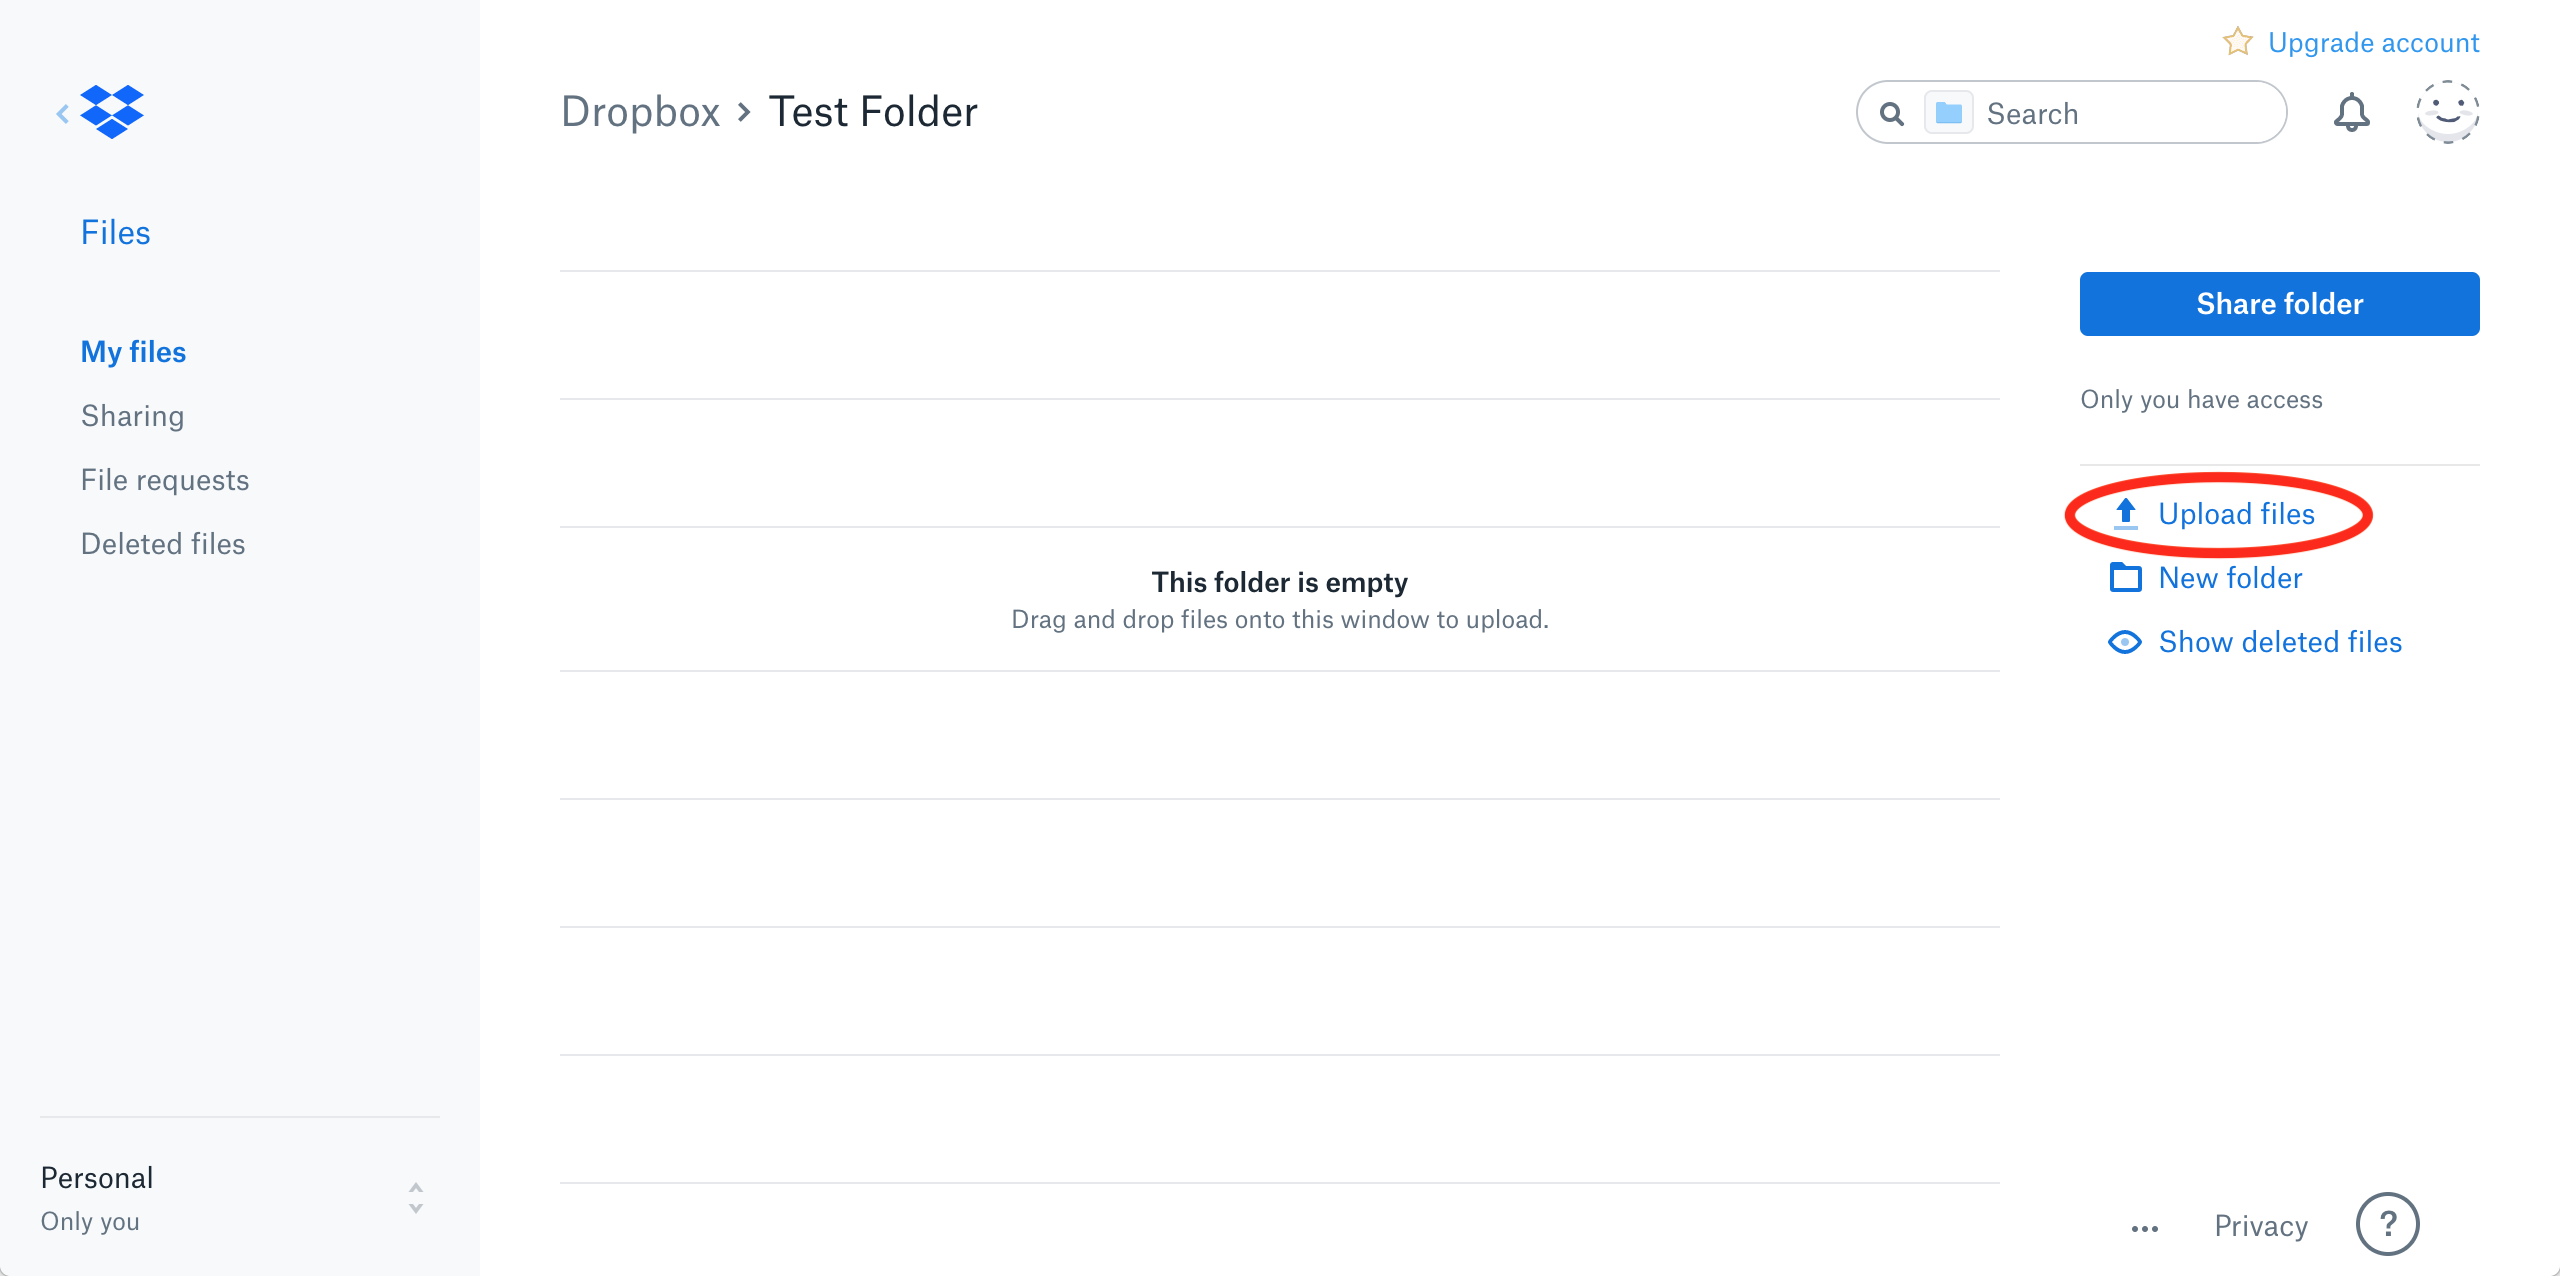 Upgrade account
Dropbox › Test Folder
Search
Files
My files
Sharing
File requests
Deleted files
This folder is empty
Drag and drop files onto this window to upload.
Share folder
Only you have access
Upload files
New folder
Show deleted files
Personal
Only you
... Privacy ?